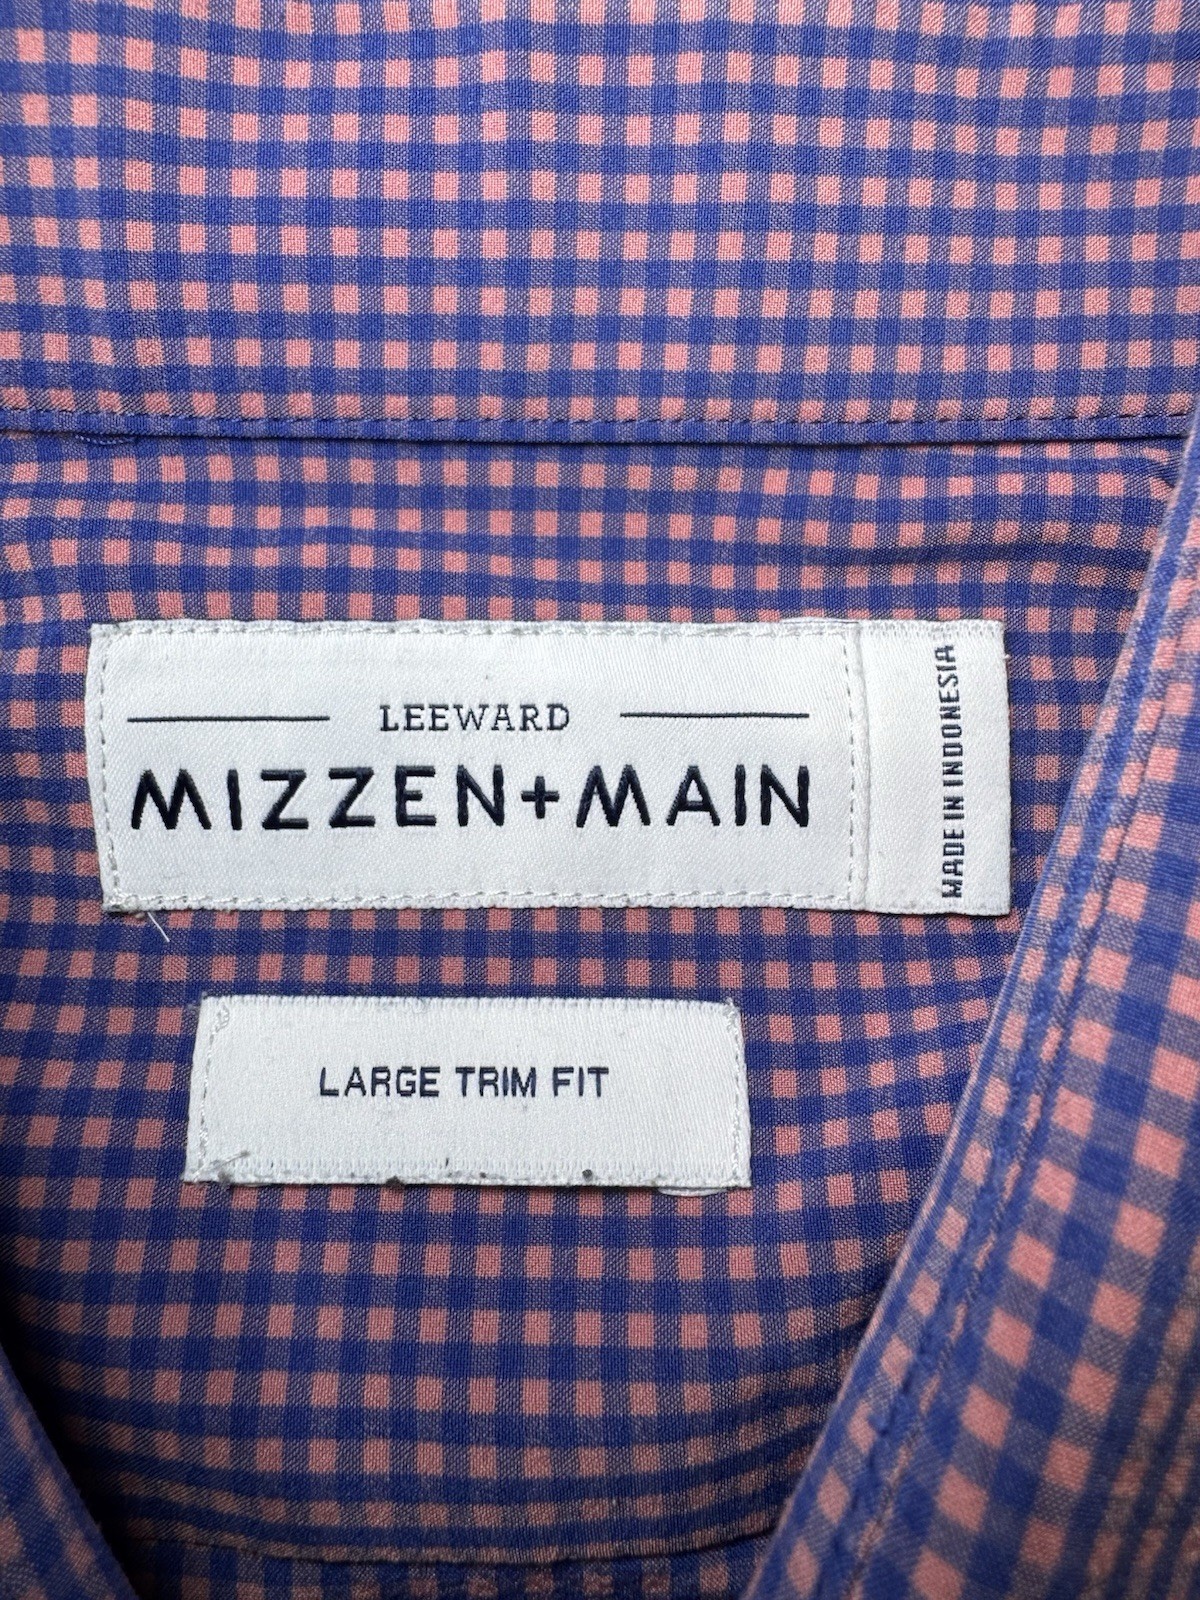 LEEWARD
MIZZEN+MAIN
MADE IN INDONESIA
LARGE TRIM FIT